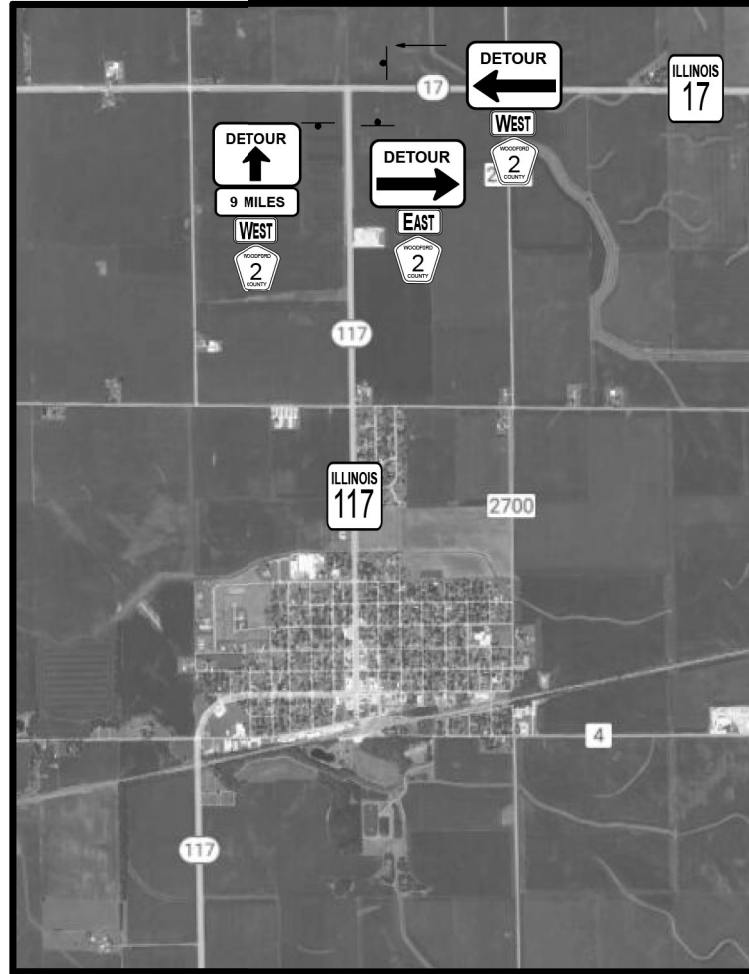 DETOUR
WEST
WOODFORD
2
COUNTY
ILLINOIS
17
17
DETOUR
9 MILES
WEST
WOODFORD
2
COUNTY
DETOUR
EAST
WOODFORD
2
COUNTY
117
ILLINOIS
117
2700
4
117